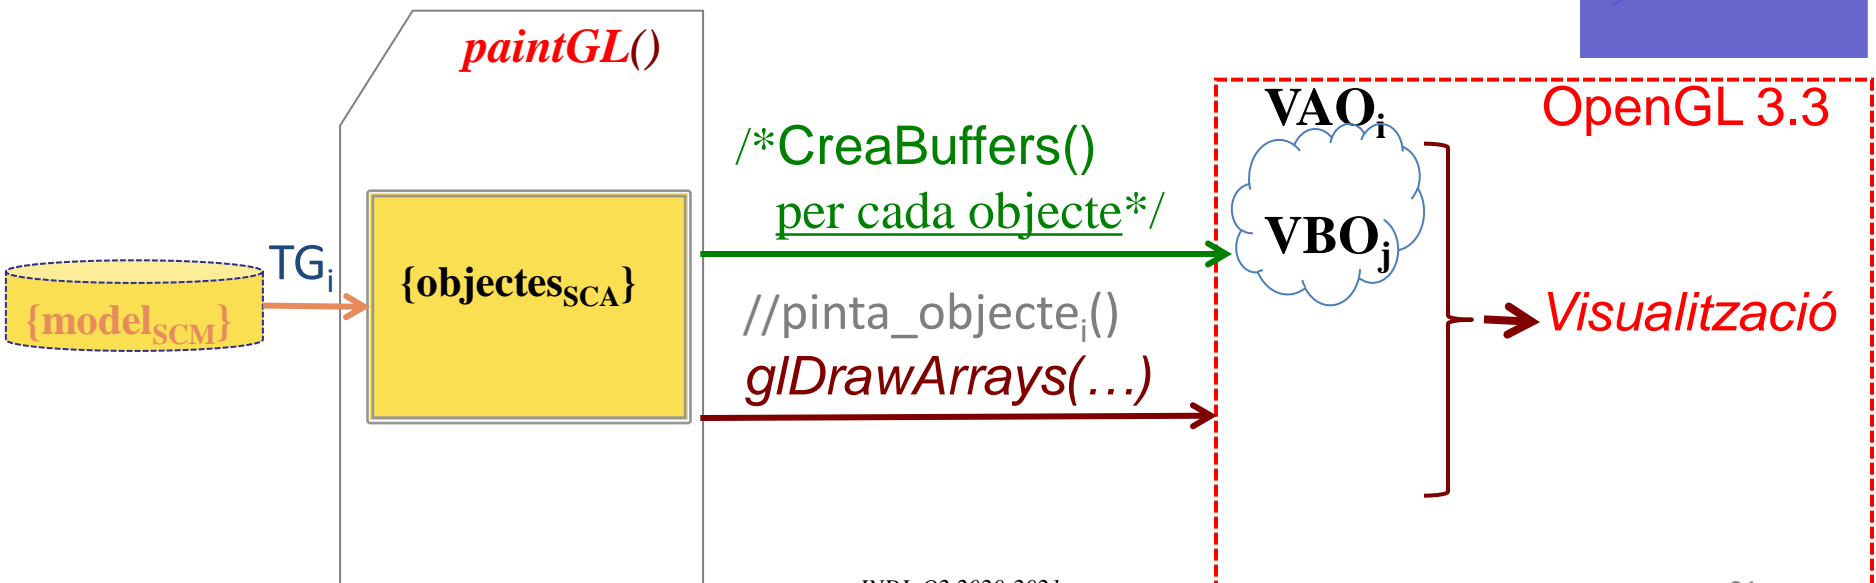 paintGL()
VAOi
OpenGL 3.3
/*CreaBuffers()
per cada objecte*/
VBOj
TGi
{objectesSCA}
{modelSCM}
//pinta_objectei()
Visualització
glDrawArrays(...)